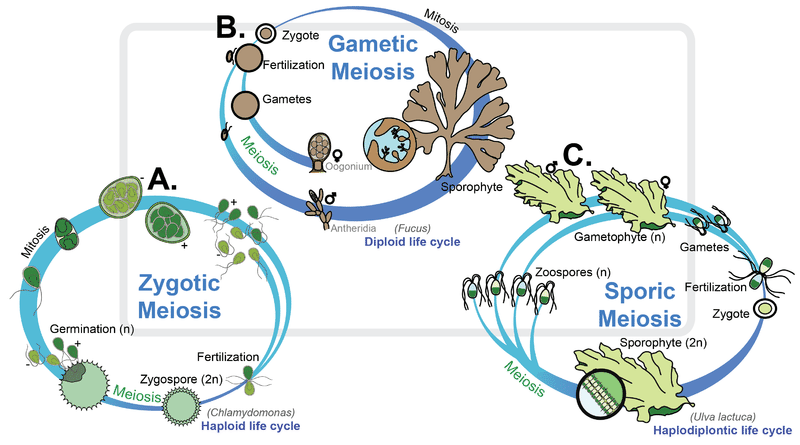 B.
Zygote
Mitosis
Gametic
Meiosis
Fertilization
Gametes
Meiosis
♀
Oogonium
♂
Antheridia
Sporophyte
(Fucus)
Diploid life cycle
A.
-
+
+
-
Mitosis
Zygotic
Meiosis
Germination (n)
+
-
Meiosis
Zygospore (2n)
Fertilization
(Chlamydomonas)
Haploid life cycle
C.
♂
♀
Gametophyte (n)
Gametes
Zoospores (n)
Fertilization
Sporic
Meiosis
Zygote
Sporophyte (2n)
Meiosis
(Ulva lactuca)
Haplodiplontic life cycle